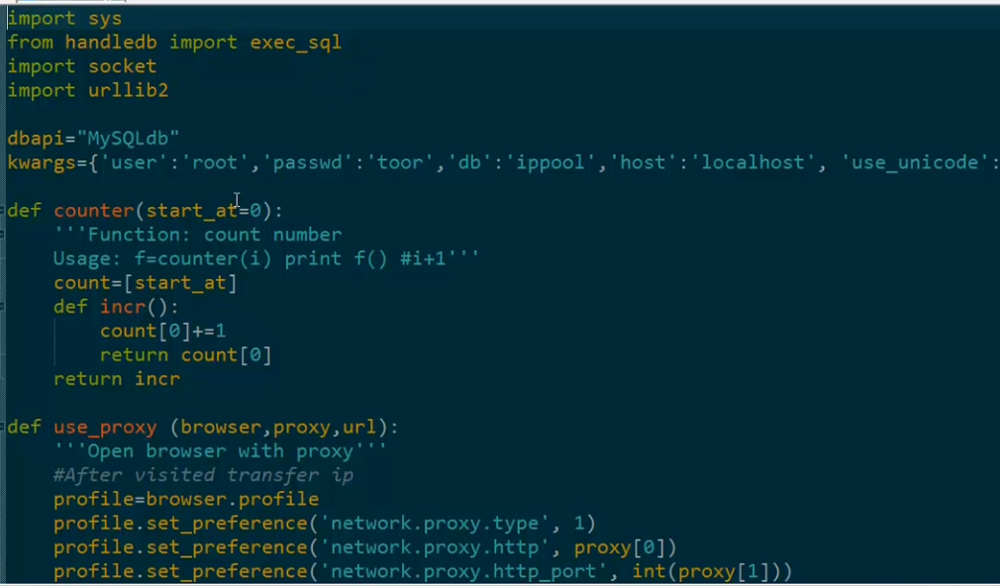 import sys
from handledb import exec_sql
import socket
import urllib2
dbapi="MySQLdb"
kwargs={'user':'root','passwd':'toor','db':'ippool','host':'localhost', 'use_unicode':
def counter(start_at=0):
'''Function: count number
Usage: f=counter(i) print f() #i+1'''
count=[start_at]
def incr():
count[0]+=1
return count[0]
return incr
def use_proxy (browser,proxy,url):
'''Open browser with proxy'''
#After visited transfer ip
profile=browser.profile
profile.set_preference('network.proxy.type', 1)
profile.set_preference('network.proxy.http', proxy[0])
profile.set_preference('network.proxy.http_port', int(proxy[1]))